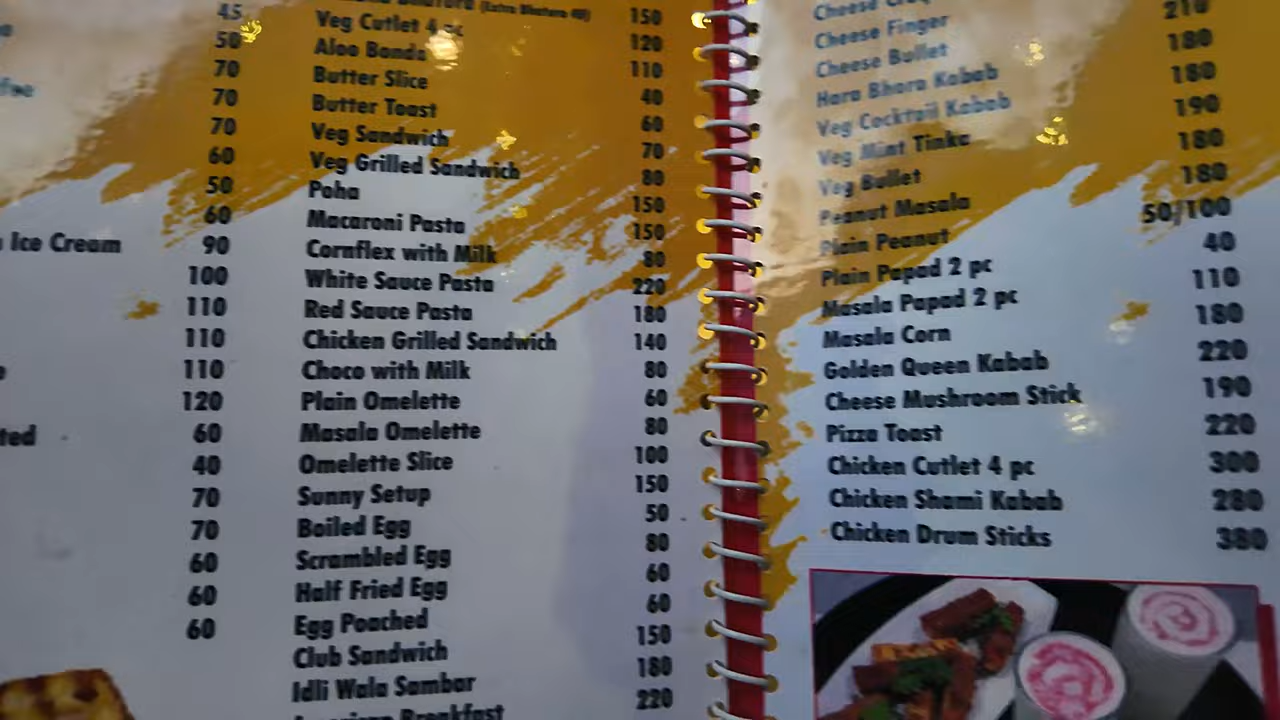 45
50
70
70
70
60
50
60
Ice Cream 90
100
110
110
110
120
60
40
70
70
60
60
60
(Extra Bhatura 40) 150
Veg Cutlet 4 pc 120
Aloo Bonda 110
Butter Slice 40
Butter Toast 60
Veg Sandwich 70
Veg Grilled Sandwich 80
Poha 150
Macaroni Pasta 150
Cornflex with Milk 80
White Sauce Pasta 220
Red Sauce Pasta 180
Chicken Grilled Sandwich 140
Choco with Milk 80
Plain Omelette 60
Masala Omelette 80
Omelette Slice 100
Sunny Setup 150
Boiled Egg 50
Scrambled Egg 80
Half Fried Egg 60
Egg Poached 60
Club Sandwich 150
Idli Wala Sambar 180
Breakfast 220
Cheese
Cheese Finger
Cheese Bullet 210
Hara Bhara Kabab 180
Veg Cocktail Kabab 180
Veg Mint Tinka 190
Veg Bullet 180
Peanut Masala 180
Plain Peanut 50/100
Plain Papad 2 pc 40
Masala Papad 2 pc 110
Masala Corn 180
Golden Queen Kabab 220
Cheese Mushroom Stick 190
Pizza Toast 220
Chicken Cutlet 4 pc 300
Chicken Shami Kabab 280
Chicken Drum Sticks 380